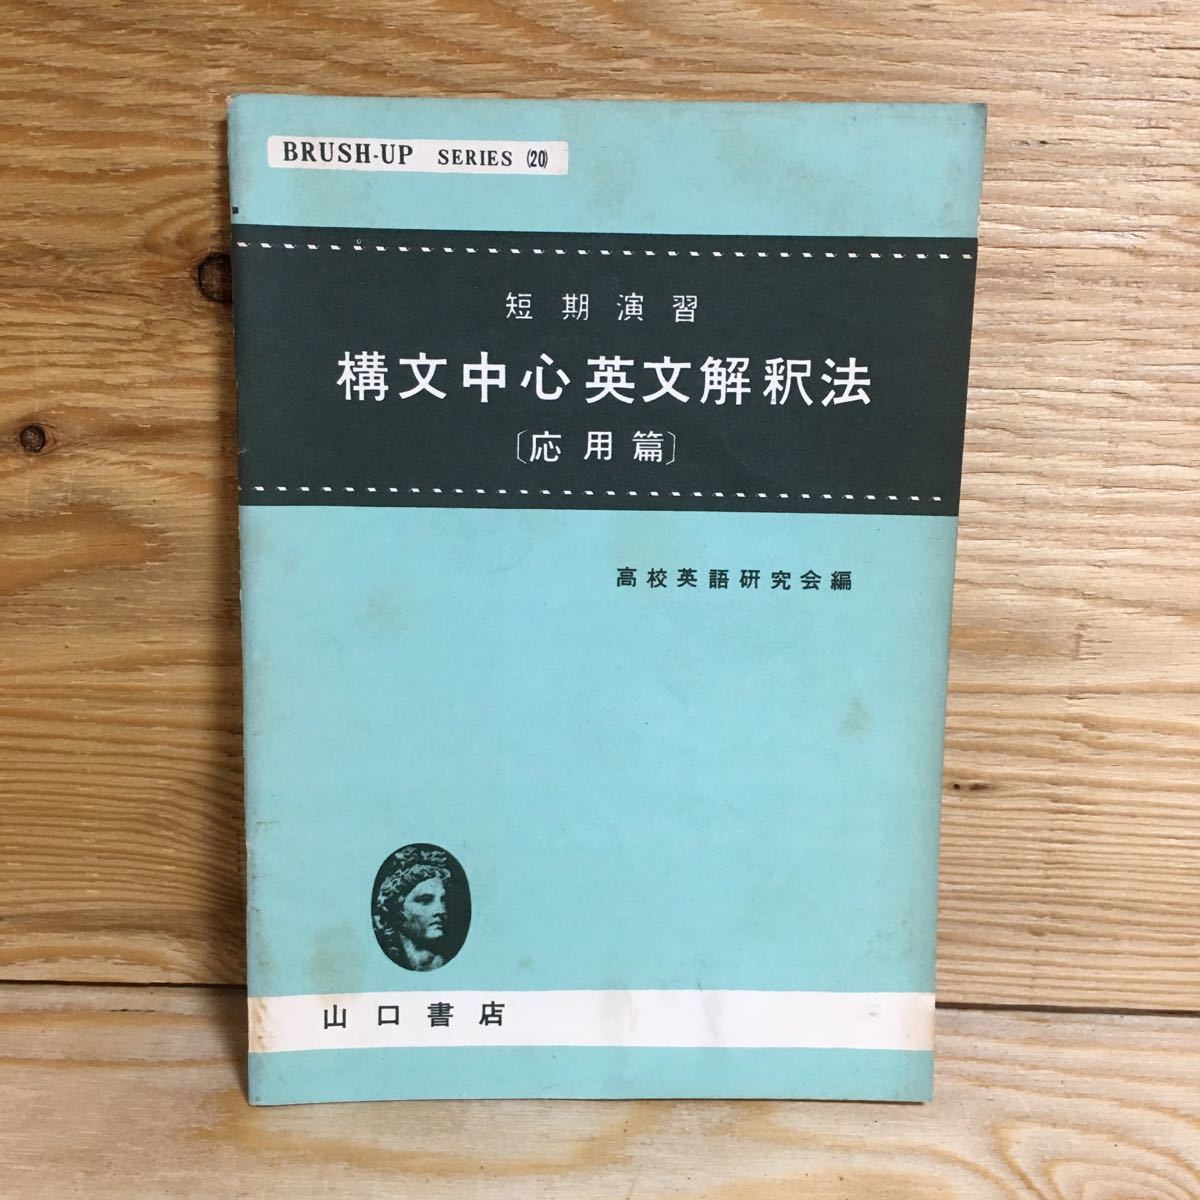 BRUSH-UP SERIES (20)
短期演習
構文中心英文解釈法
〔応用篇〕
高校英語研究会編
山口書店